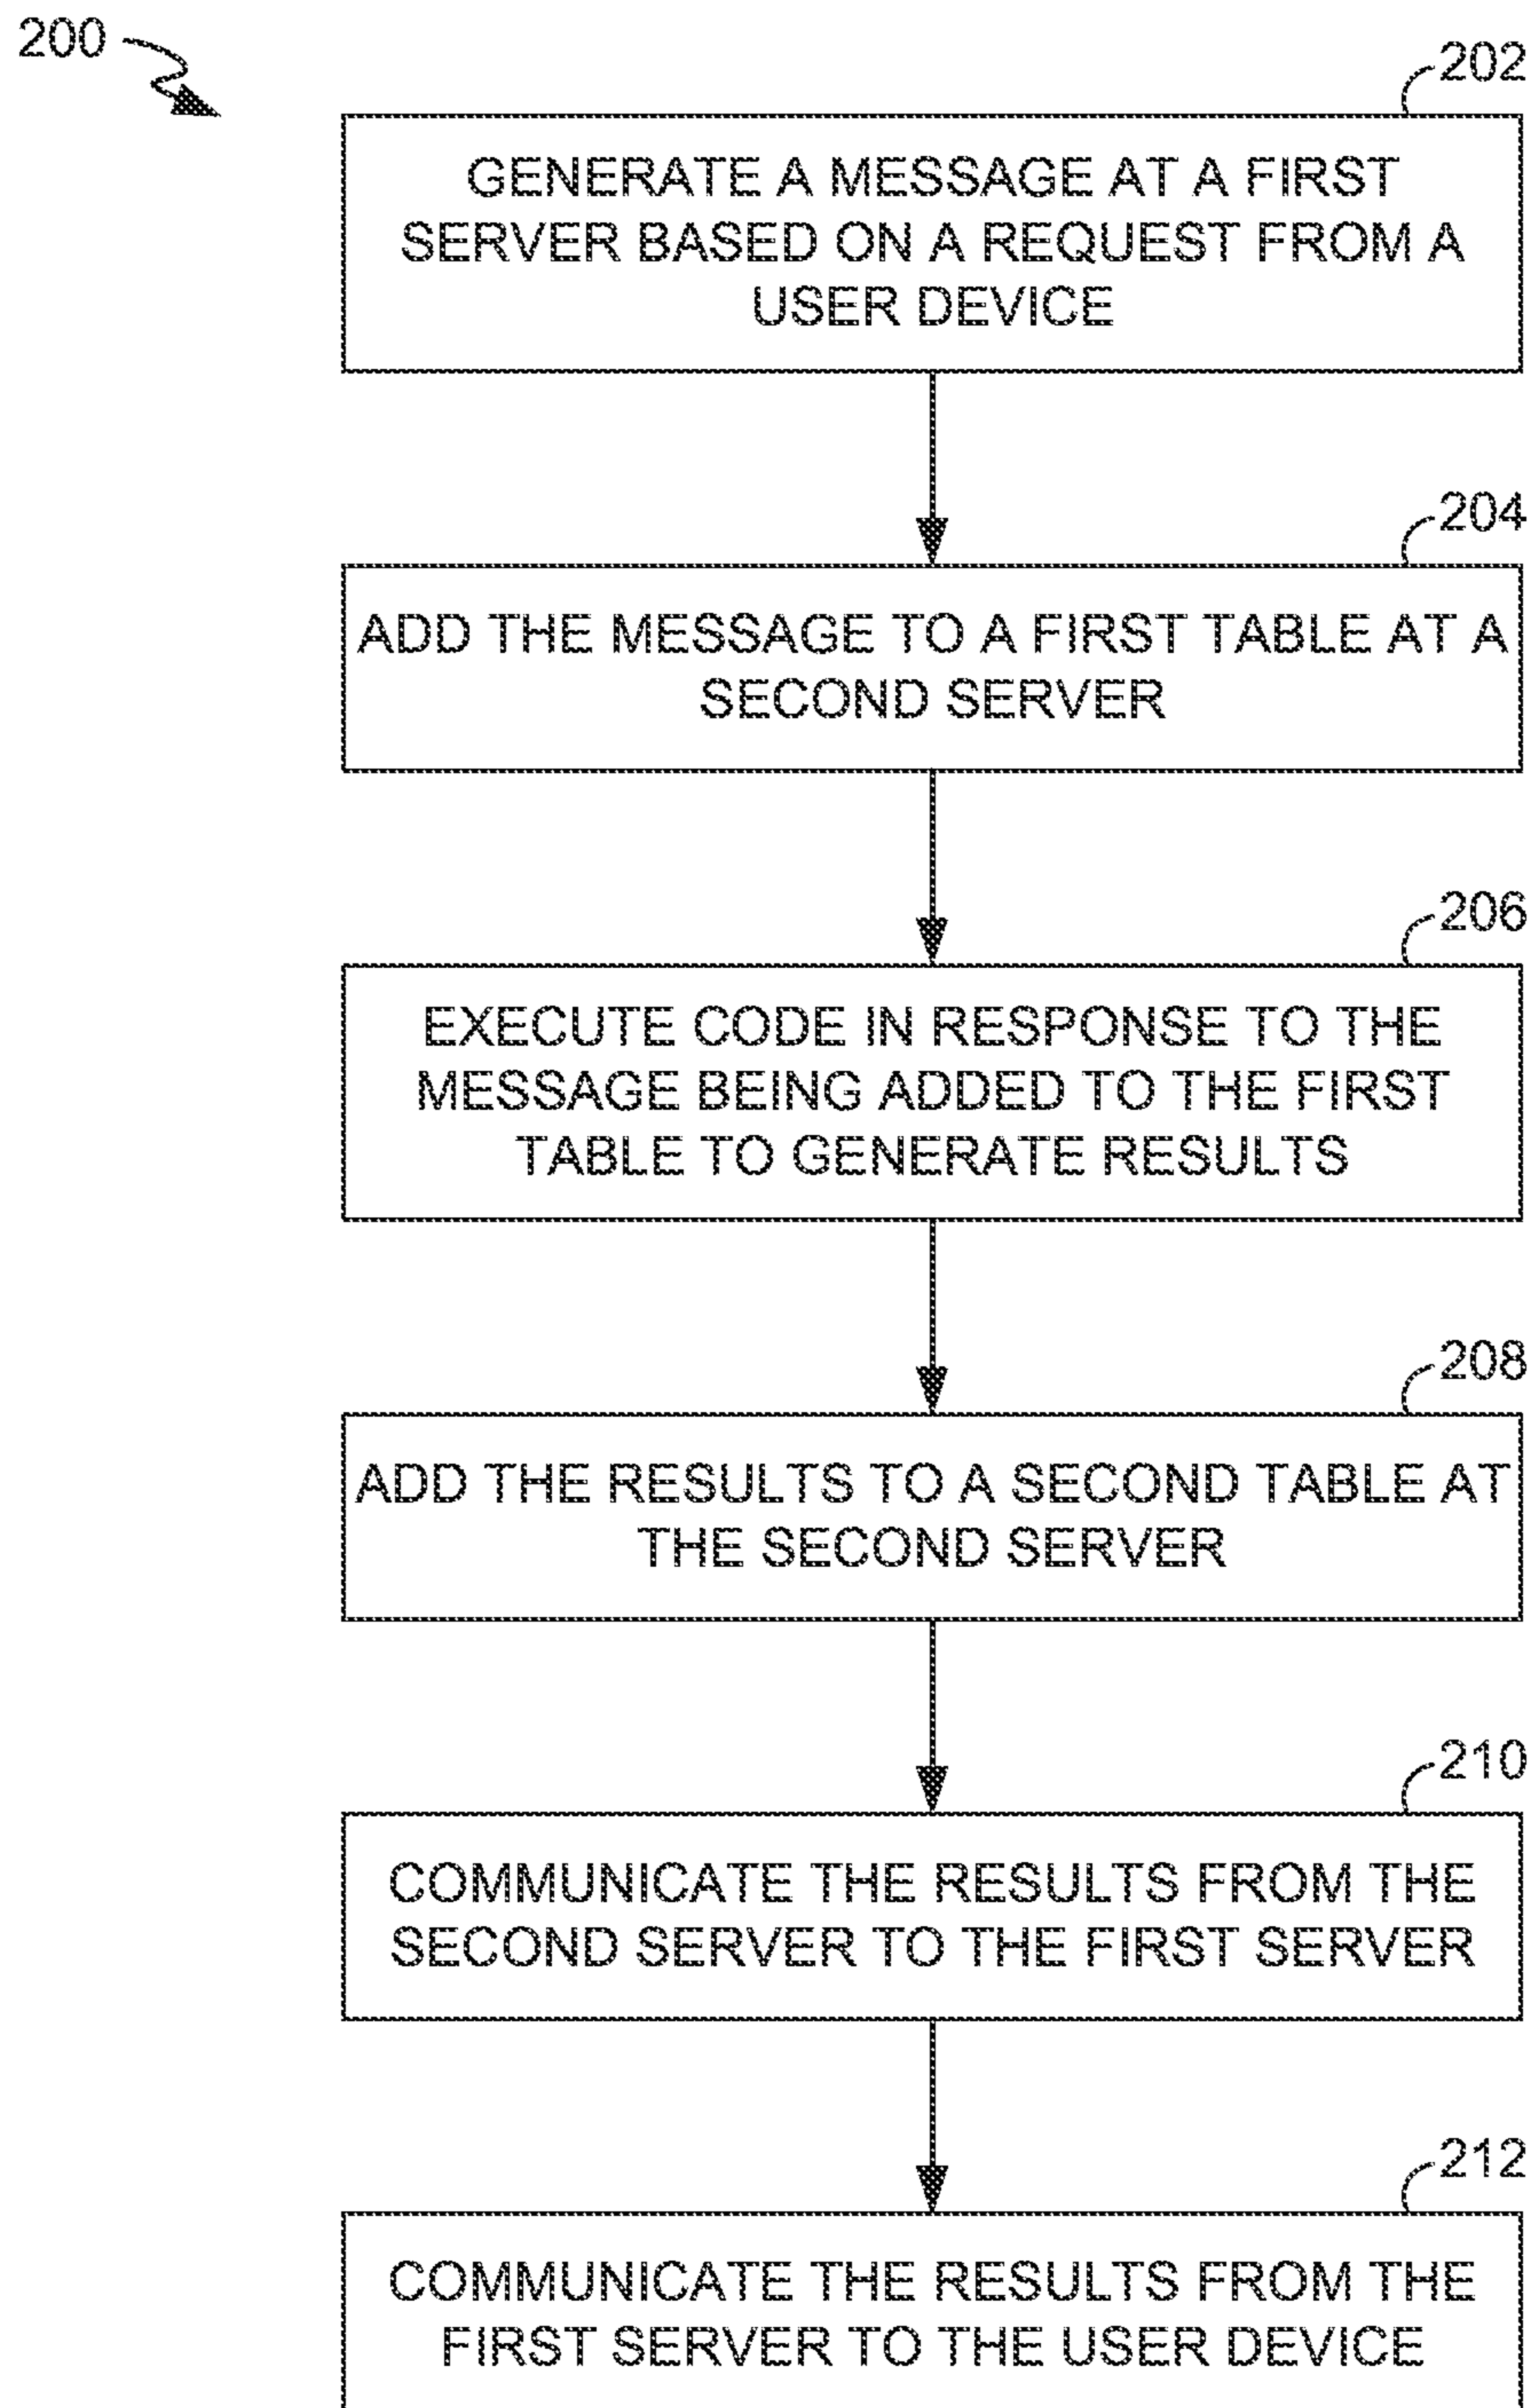 200
202
GENERATE A MESSAGE AT A FIRST
SERVER BASED ON A REQUEST FROM A
USER DEVICE
204
ADD THE MESSAGE TO A FIRST TABLE AT A
SECOND SERVER
206
EXECUTE CODE IN RESPONSE TO THE
MESSAGE BEING ADDED TO THE FIRST
TABLE TO GENERATE RESULTS
208
ADD THE RESULTS TO A SECOND TABLE AT
THE SECOND SERVER
210
COMMUNICATE THE RESULTS FROM THE
SECOND SERVER TO THE FIRST SERVER
212
COMMUNICATE THE RESULTS FROM THE
FIRST SERVER TO THE USER DEVICE